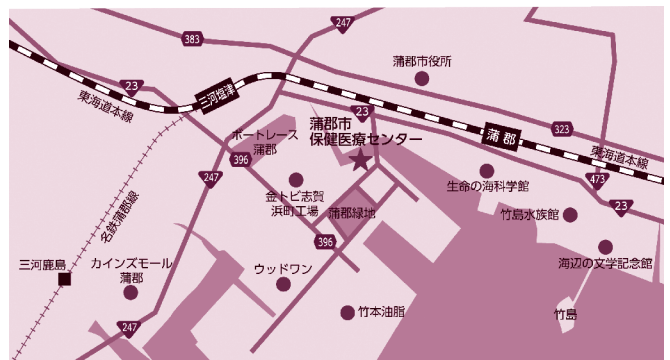 247
383
蒲郡市役所
23
三河塩津
東海道本線
ボートレース
蒲郡
蒲郡市
保健医療センター
23
蒲郡
323
東海道本線
396
生命の海科学館
473
247
金トビ志賀
浜町工場
蒲郡緑地
竹島水族館
23
名鉄蒲郡線
396
海辺の文学記念館
三河鹿島
カインズモール
蒲郡
ウッドワン
竹本油脂
竹島
247